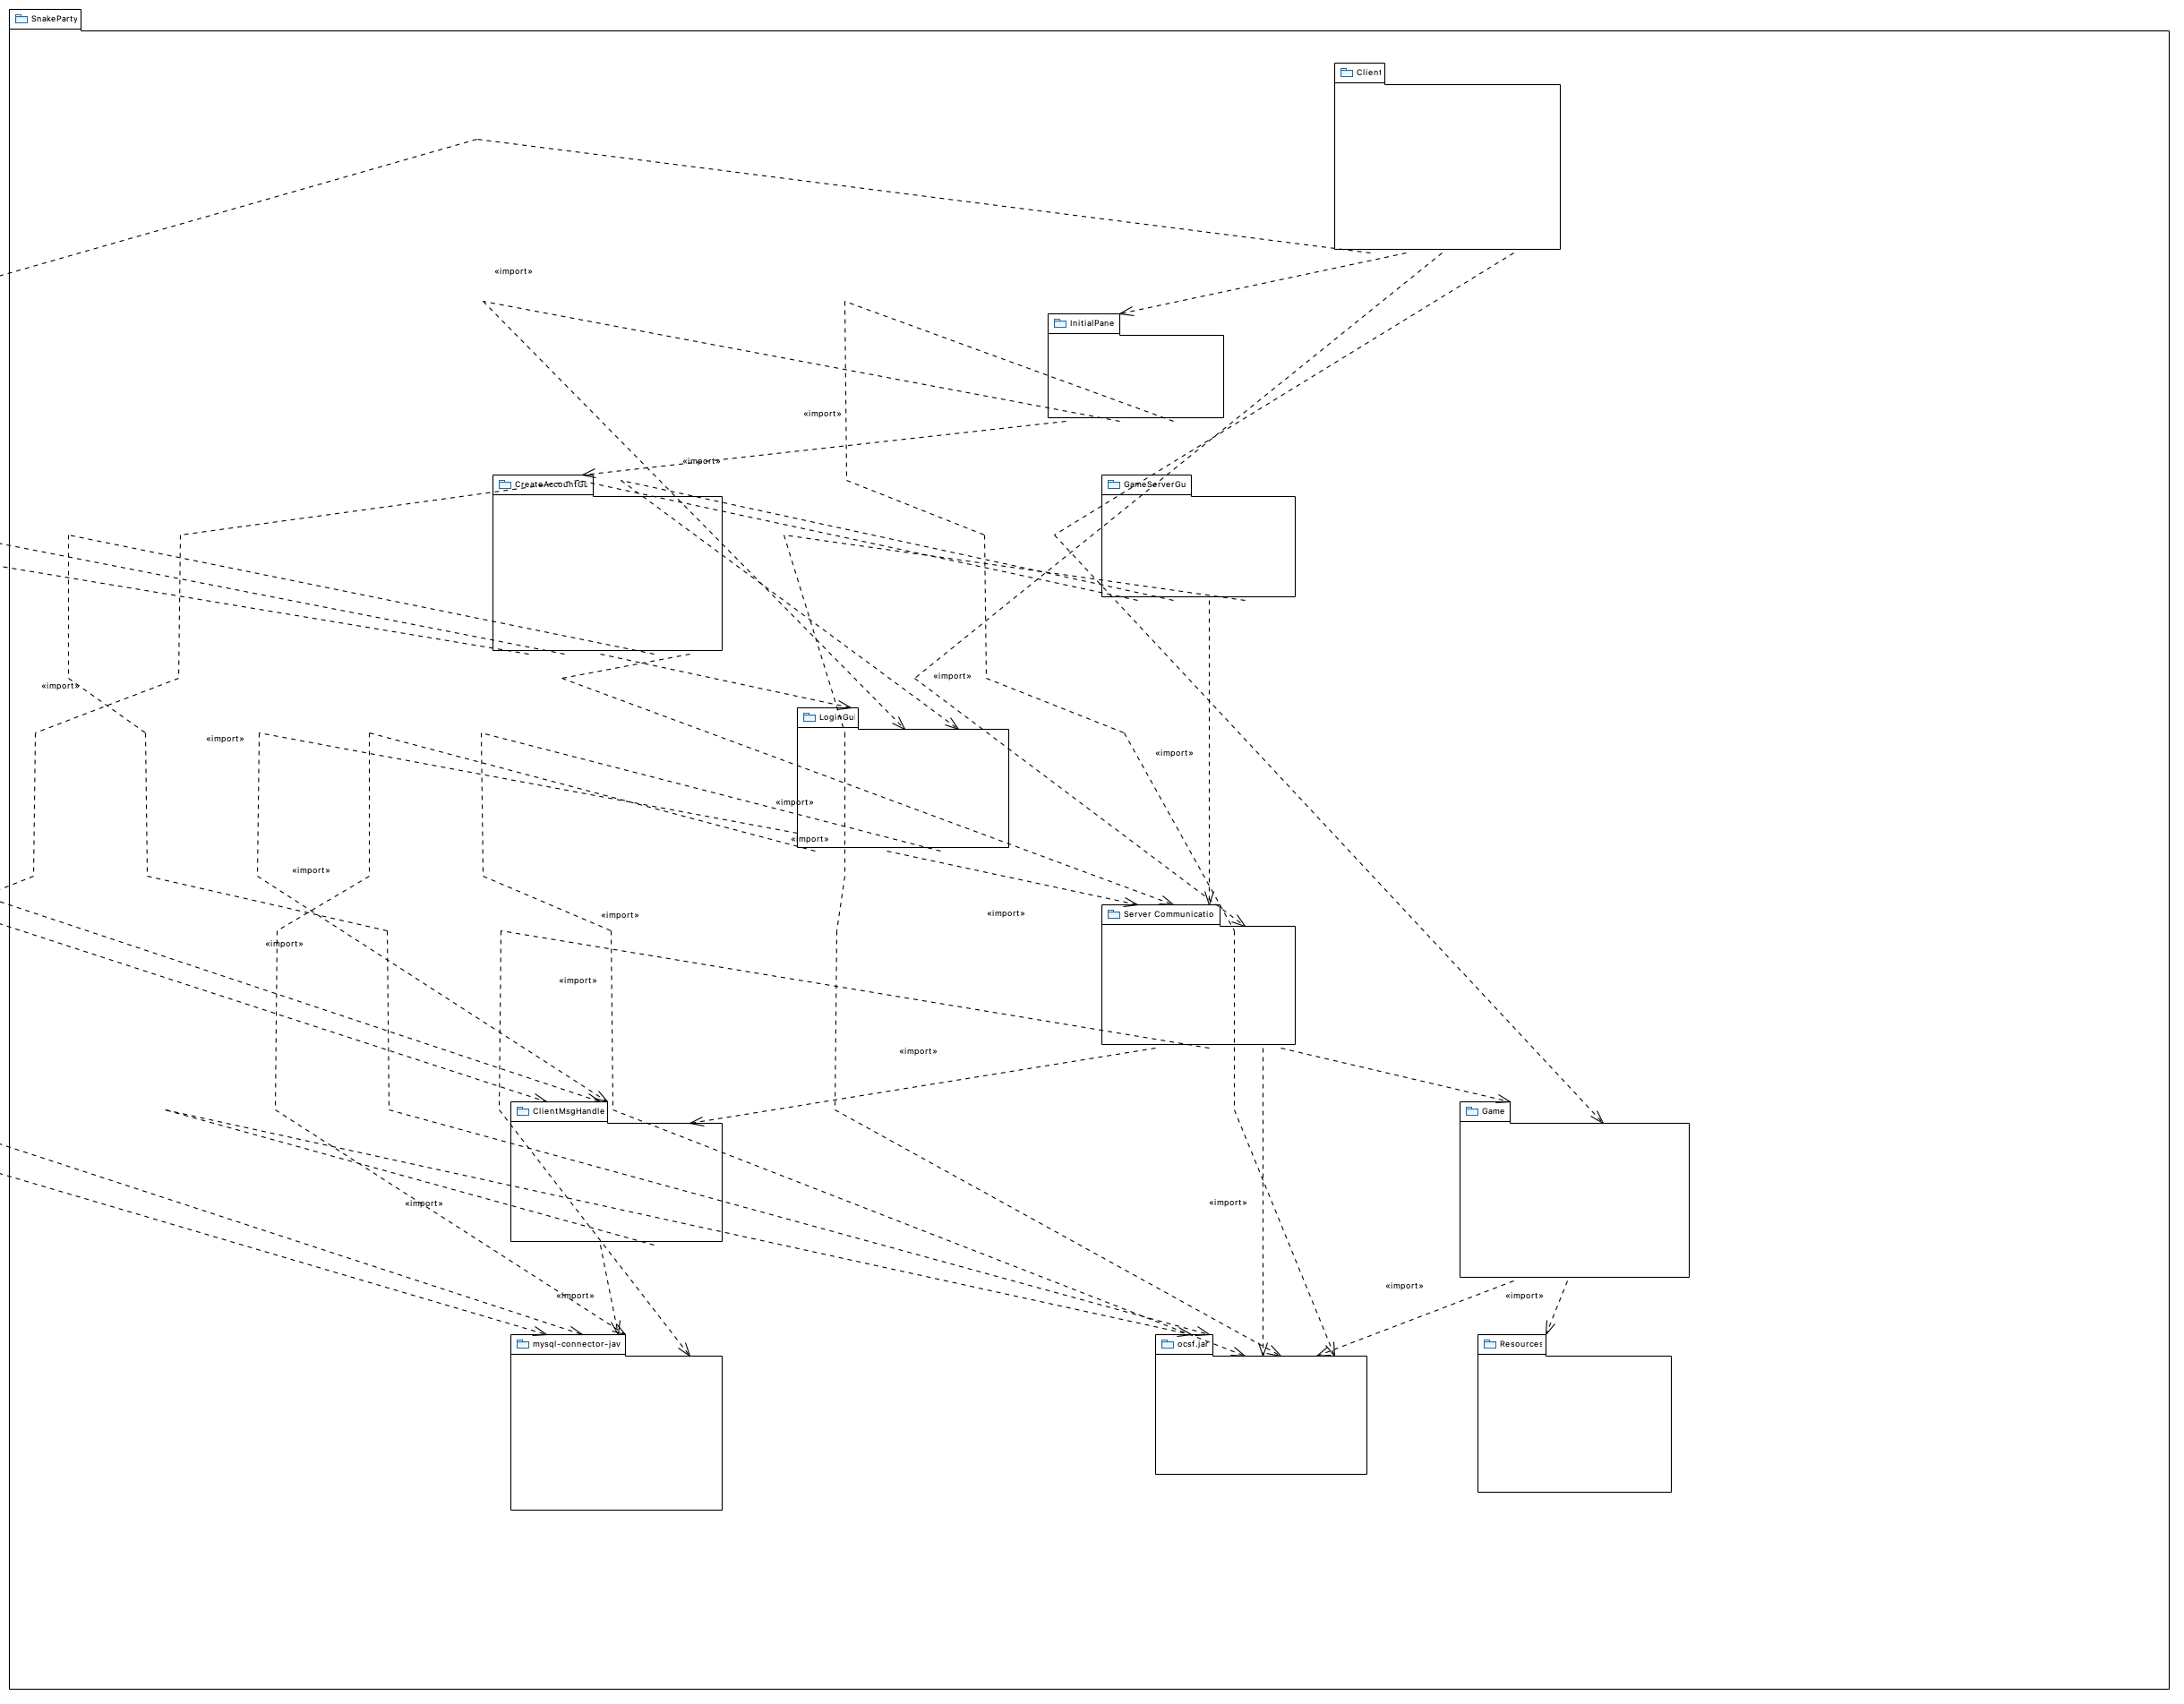 SnakeParty
Client
«import»
InitialPane
«import»
«import»
CreateAccountGu
GameServerGu
«import»
«import»
LoginGui
«import»
«import»
«import»
«import»
«import»
Server Communicatio
«import»
«import»
«import»
«import»
«import»
ClientMsgHandle
Game
«import»
«import»
«import»
«import»
«import»
mysql-connector-jav
ocsf.jar
Resources